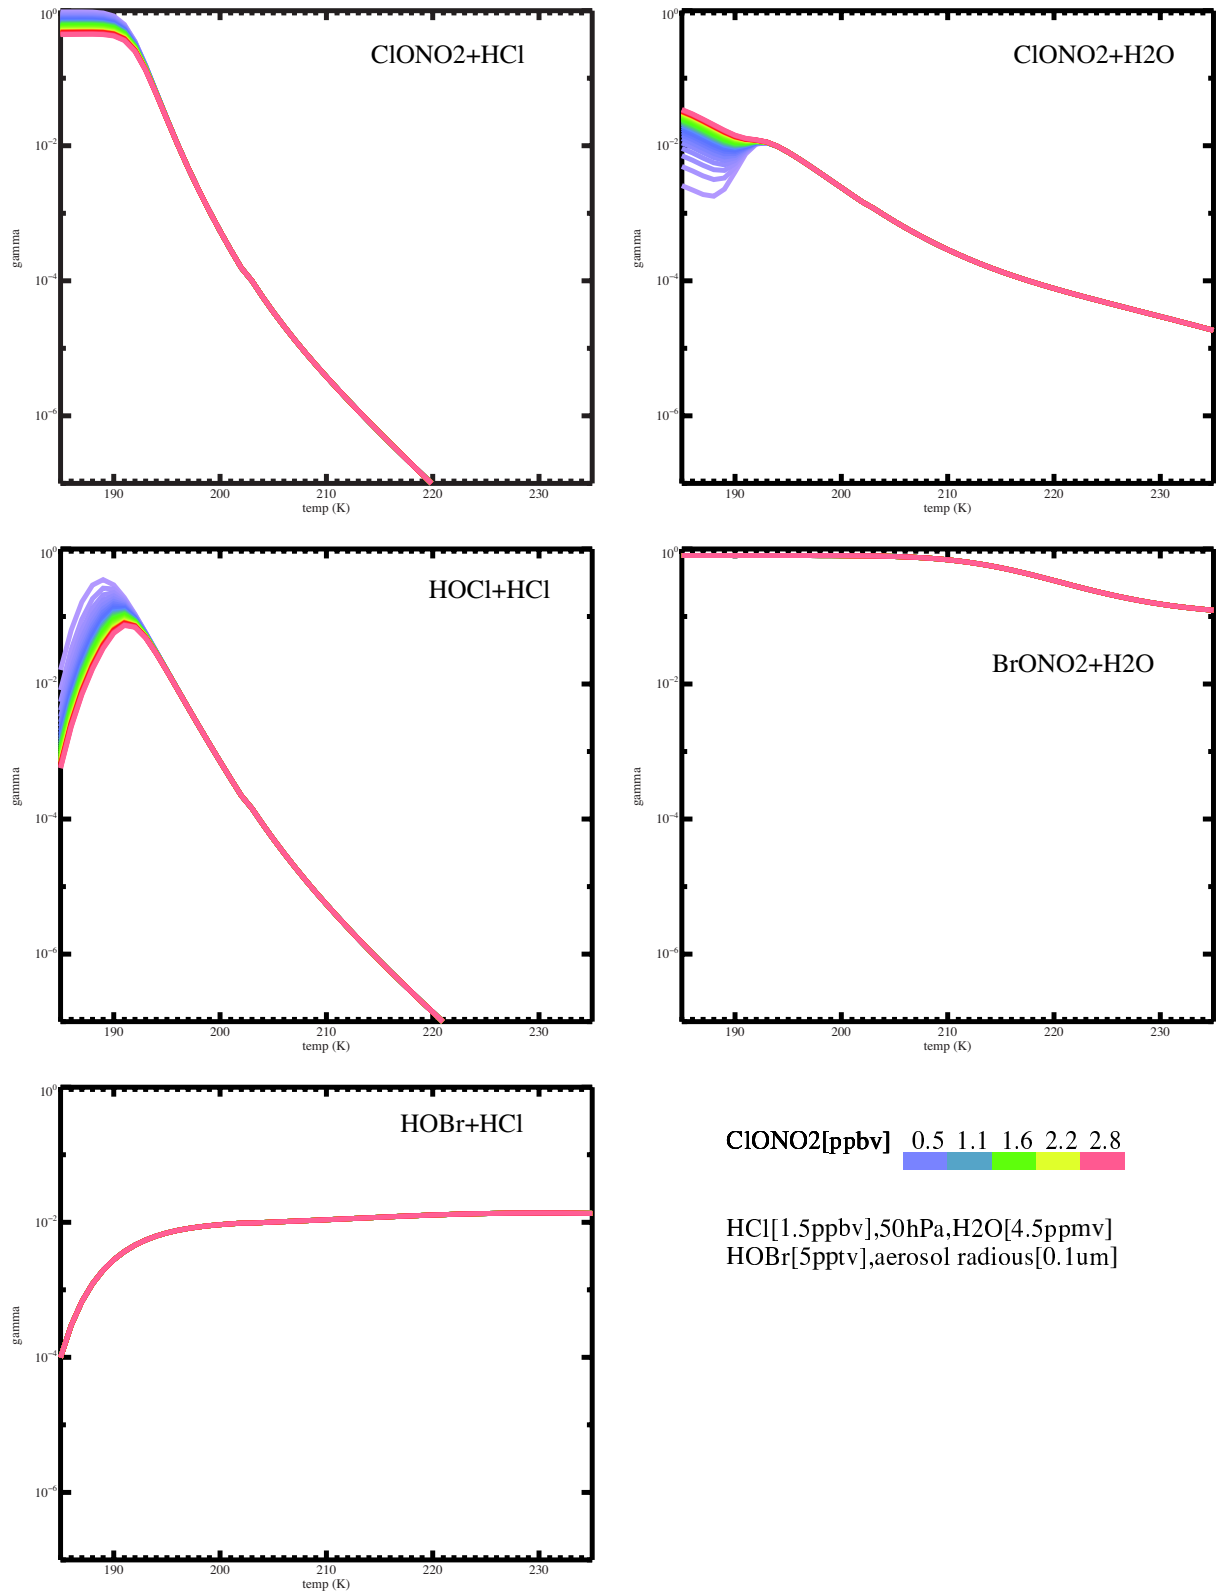 10⁰
ClONO2+HCl
10⁻²
gamma
10⁻⁴
10⁻⁶
190 200 210 220 230
temp (K)
10⁰
ClONO2+H2O
10⁻²
gamma
10⁻⁴
10⁻⁶
190 200 210 220 230
temp (K)
10⁰
HOCl+HCl
10⁻²
gamma
10⁻⁴
10⁻⁶
190 200 210 220 230
temp (K)
10⁰
BrONO2+H2O
10⁻²
gamma
10⁻⁴
10⁻⁶
190 200 210 220 230
temp (K)
10⁰
HOBr+HCl
10⁻²
gamma
10⁻⁴
10⁻⁶
190 200 210 220 230
temp (K)
ClONO2[ppbv] 0.5 1.1 1.6 2.2 2.8
HCl[1.5ppbv],50hPa,H2O[4.5ppmv]
HOBr[5pptv],aerosol radious[0.1um]